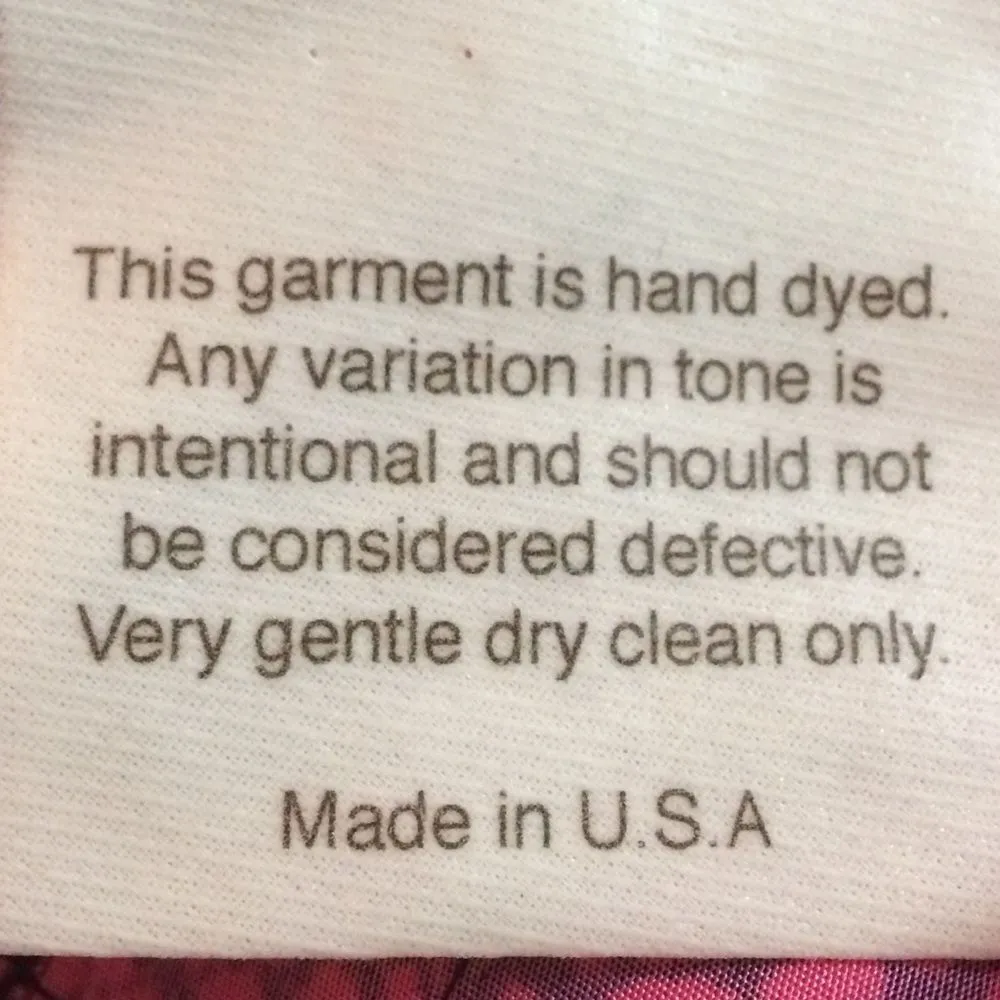 This garment is hand dyed.
Any variation in tone is
intentional and should not
be considered defective.
Very gentle dry clean only.
Made in U.S.A